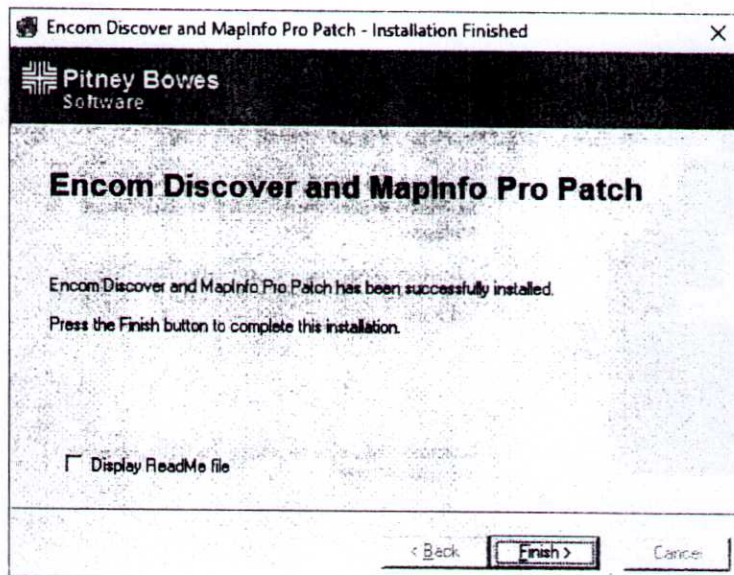 Encom Discover and MapInfo Pro Patch - Installation Finished
Pitney Bowes
Software
Encom Discover and MapInfo Pro Patch
Encom Discover and MapInfo Pro Patch has been successfully installed.
Press the Finish button to complete this installation.
Display ReadMe file
< Back Finish > Cancel